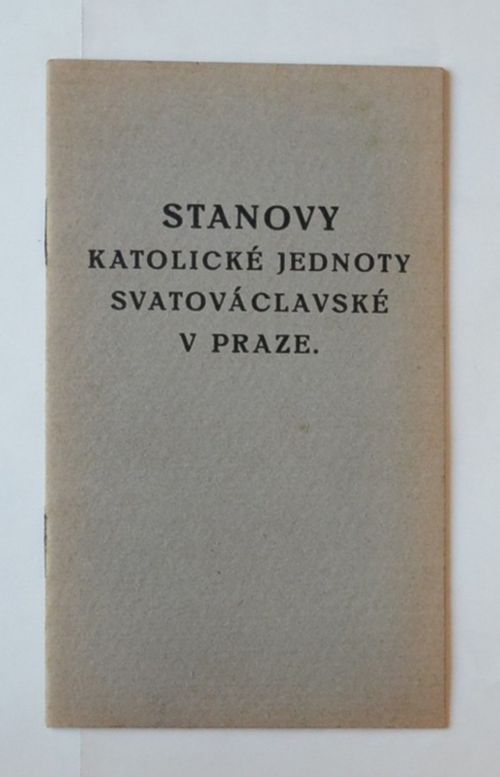 STANOVY
KATOLICKÉ JEDNOTY
SVATOVÁCLAVSKÉ
V PRAZE.